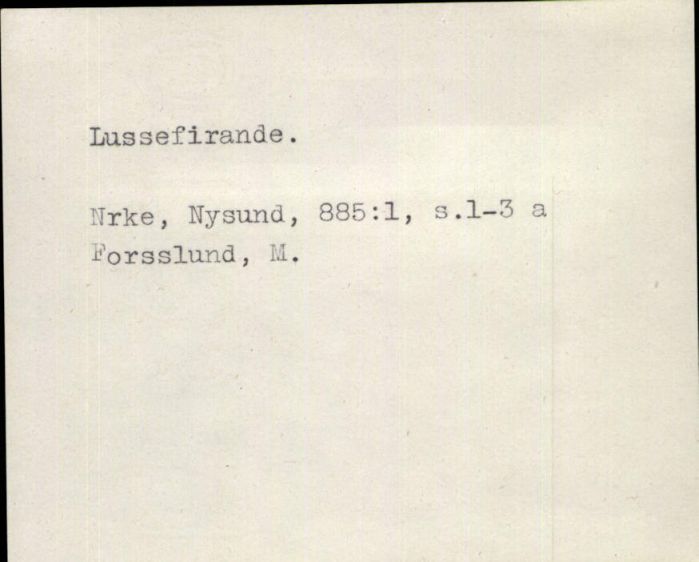 Lussefirande.
Nrke, Nysund, 885:1, s.1-3 a
Forsslund, M.